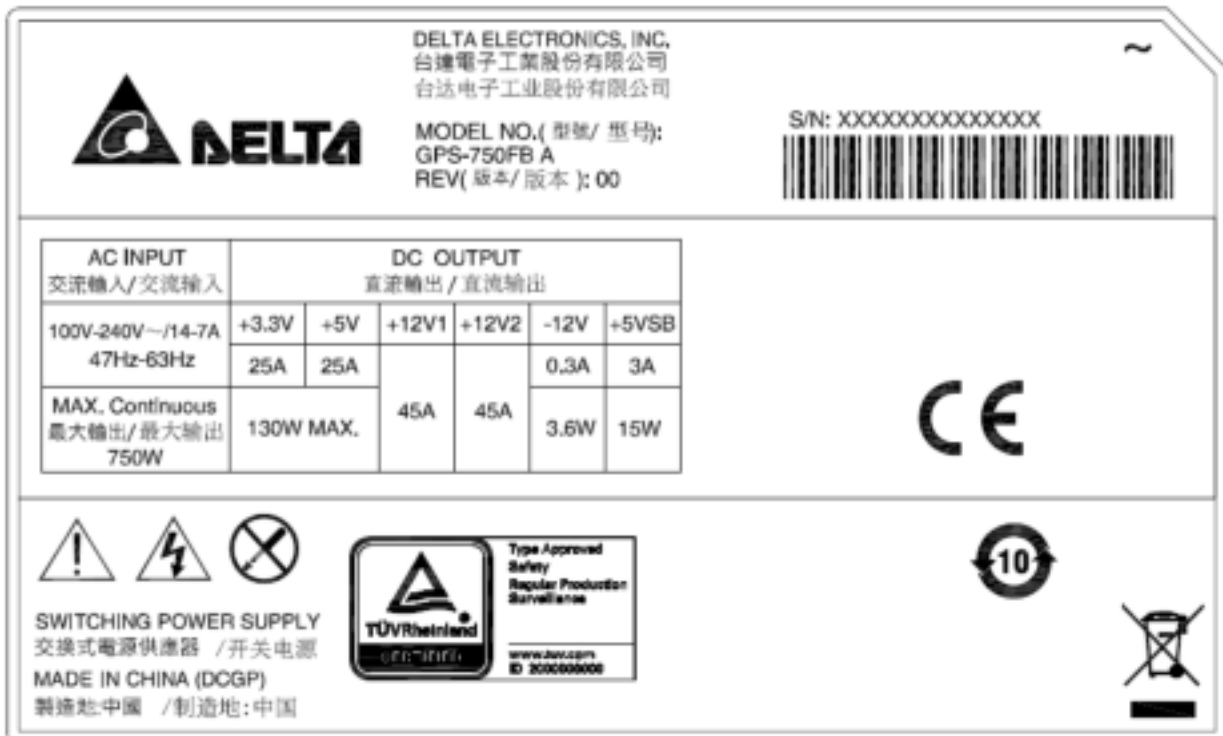 DELTA ELECTRONICS, INC.
台達電子工業股份有限公司
台达电子工业股份有限公司
~
DELTA
MODEL NO.( 型號/ 型号):
GPS-750FB A
REV( 版本/ 版本 ): 00
S/N: XXXXXXXXXXXXXX
AC INPUT
交流輸入/交流输入
DC OUTPUT
直流輸出 / 直流输出
100V-240V～/14-7A
47Hz-63Hz
+3.3V +5V +12V1 +12V2 -12V +5VSB
25A 25A 45A 45A 0.3A 3A
MAX. Continuous
最大輸出/ 最大输出
750W
130W MAX. 3.6W 15W
CE
10
SWITCHING POWER SUPPLY
交換式電源供應器 /开关电源
MADE IN CHINA (DCGP)
製造地:中國 /制造地:中国
TÜVRheinland
CERTIFIED
Type Approved
Safety
Regular Production
Surveillance
www.tuv.com